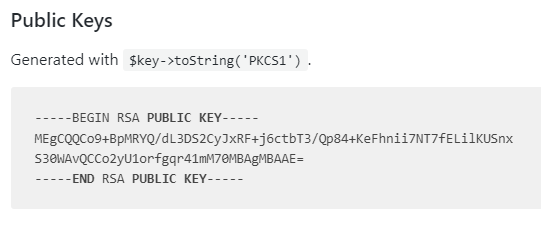 Public Keys
Generated with $key->toString('PKCS1') .
-----BEGIN RSA PUBLIC KEY-----
MEgCQQCo9+BpMRYQ/dL3DS2CyJxRF+j6ctbT3/Qp84+KeFhnii7NT7fELilKUSnx
S30WAvQCCo2yU1orfgqr41mM70MBAgMBAAE=
-----END RSA PUBLIC KEY-----